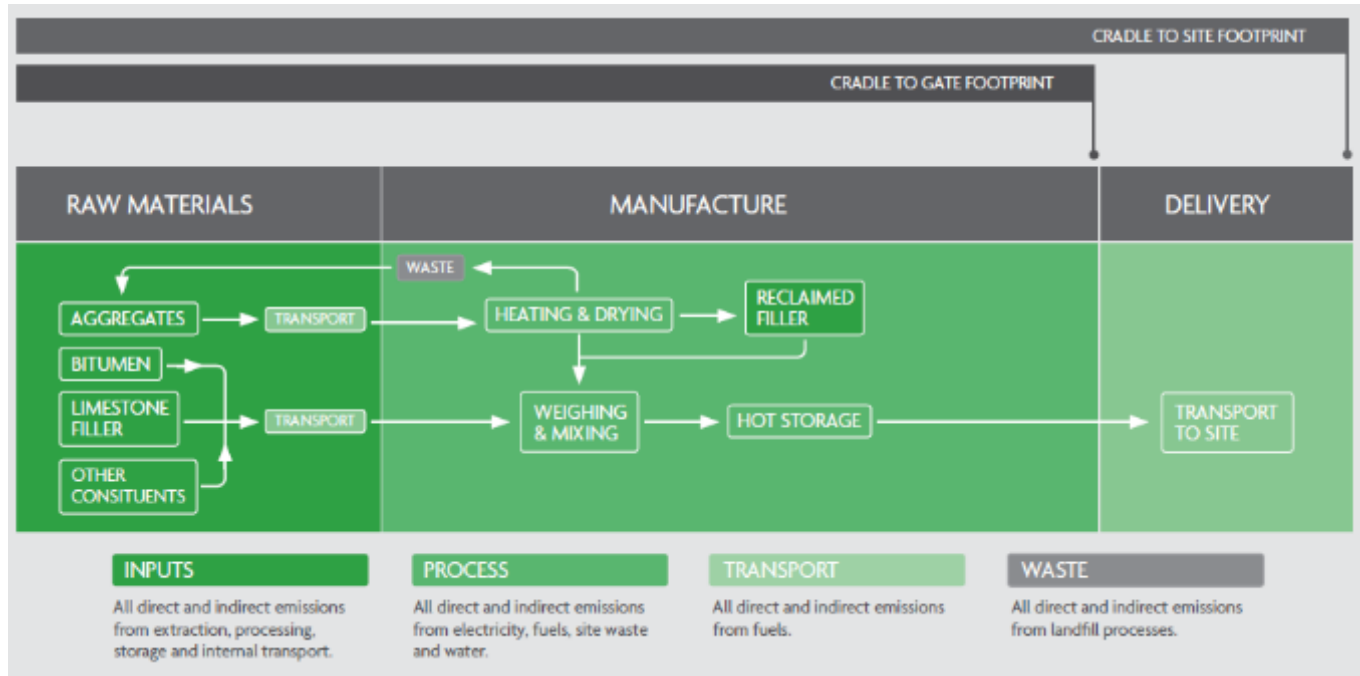 CRADLE TO SITE FOOTPRINT
CRADLE TO GATE FOOTPRINT
RAW MATERIALS
MANUFACTURE
DELIVERY
WASTE
AGGREGATES
TRANSPORT
HEATING & DRYING
RECLAIMED
FILLER
BITUMEN
LIMESTONE
FILLER
TRANSPORT
WEIGHING
& MIXING
HOT STORAGE
TRANSPORT
TO SITE
OTHER
CONSITUENTS
INPUTS
All direct and indirect emissions
from extraction, processing,
storage and internal transport.
PROCESS
All direct and indirect emissions
from electricity, fuels, site waste
and water.
TRANSPORT
All direct and indirect emissions
from fuels.
WASTE
All direct and indirect emissions
from landfill processes.